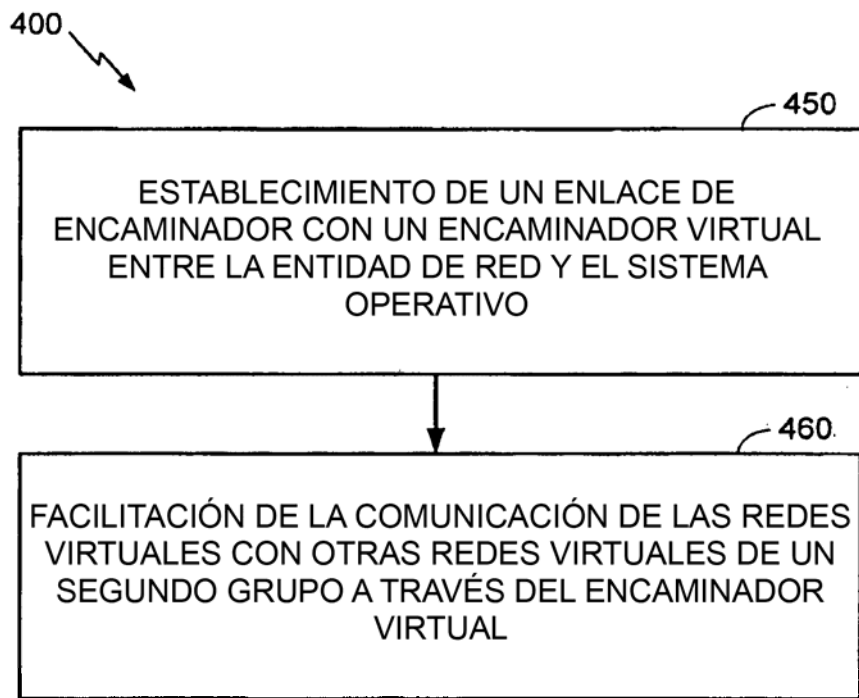 400
450
ESTABLECIMIENTO DE UN ENLACE DE
ENCAMINADOR CON UN ENCAMINADOR VIRTUAL
ENTRE LA ENTIDAD DE RED Y EL SISTEMA
OPERATIVO
460
FACILITACIÓN DE LA COMUNICACIÓN DE LAS REDES
VIRTUALES CON OTRAS REDES VIRTUALES DE UN
SEGUNDO GRUPO A TRAVÉS DEL ENCAMINADOR
VIRTUAL